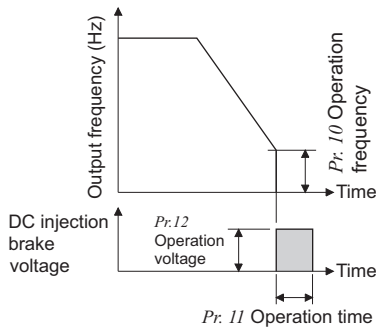 Output frequency (Hz)
Pr. 10 Operation
frequency
Time
DC injection
brake
voltage
Pr.12
Operation
voltage
Time
Pr. 11 Operation time